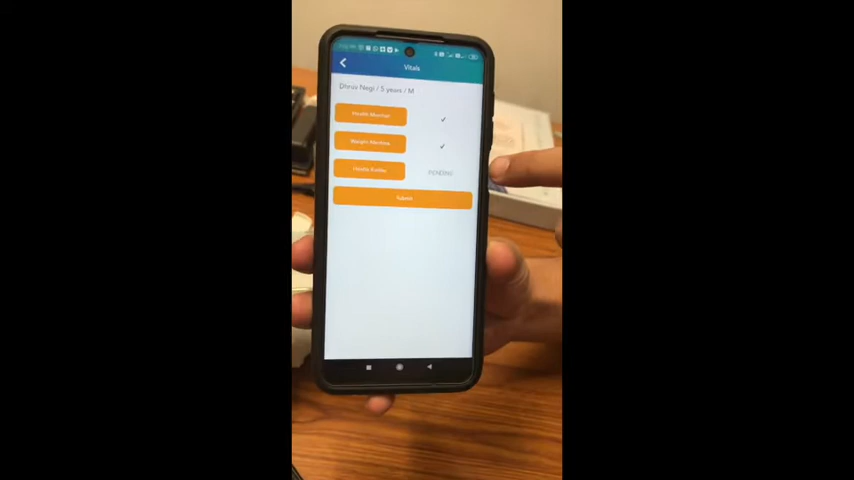 Vitals
Dhruv Negi / 5 years / M
Health Monitor
Weight Machine
PENDING
Submit